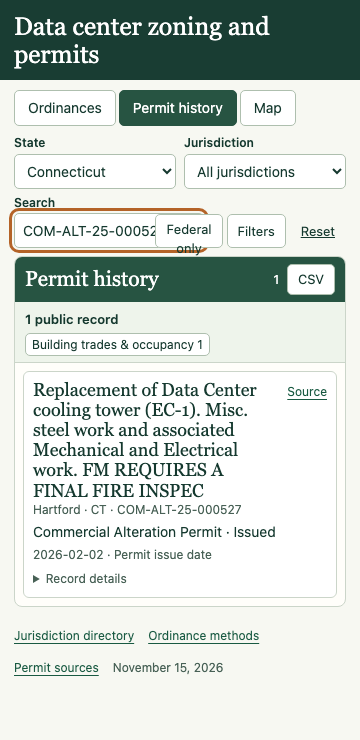 Data center zoning and
permits
Ordinances Permit history Map
State Jurisdiction
Connecticut All jurisdictions
Search
COM-ALT-25-00052 Federal only Filters Reset
Permit history 1 CSV
1 public record
Building trades & occupancy 1
Replacement of Data Center Source
cooling tower (EC-1). Misc.
steel work and associated
Mechanical and Electrical
work. FM REQUIRES A
FINAL FIRE INSPEC
Hartford · CT · COM-ALT-25-000527
Commercial Alteration Permit · Issued
2026-02-02 · Permit issue date
Record details
Jurisdiction directory Ordinance methods
Permit sources November 15, 2026